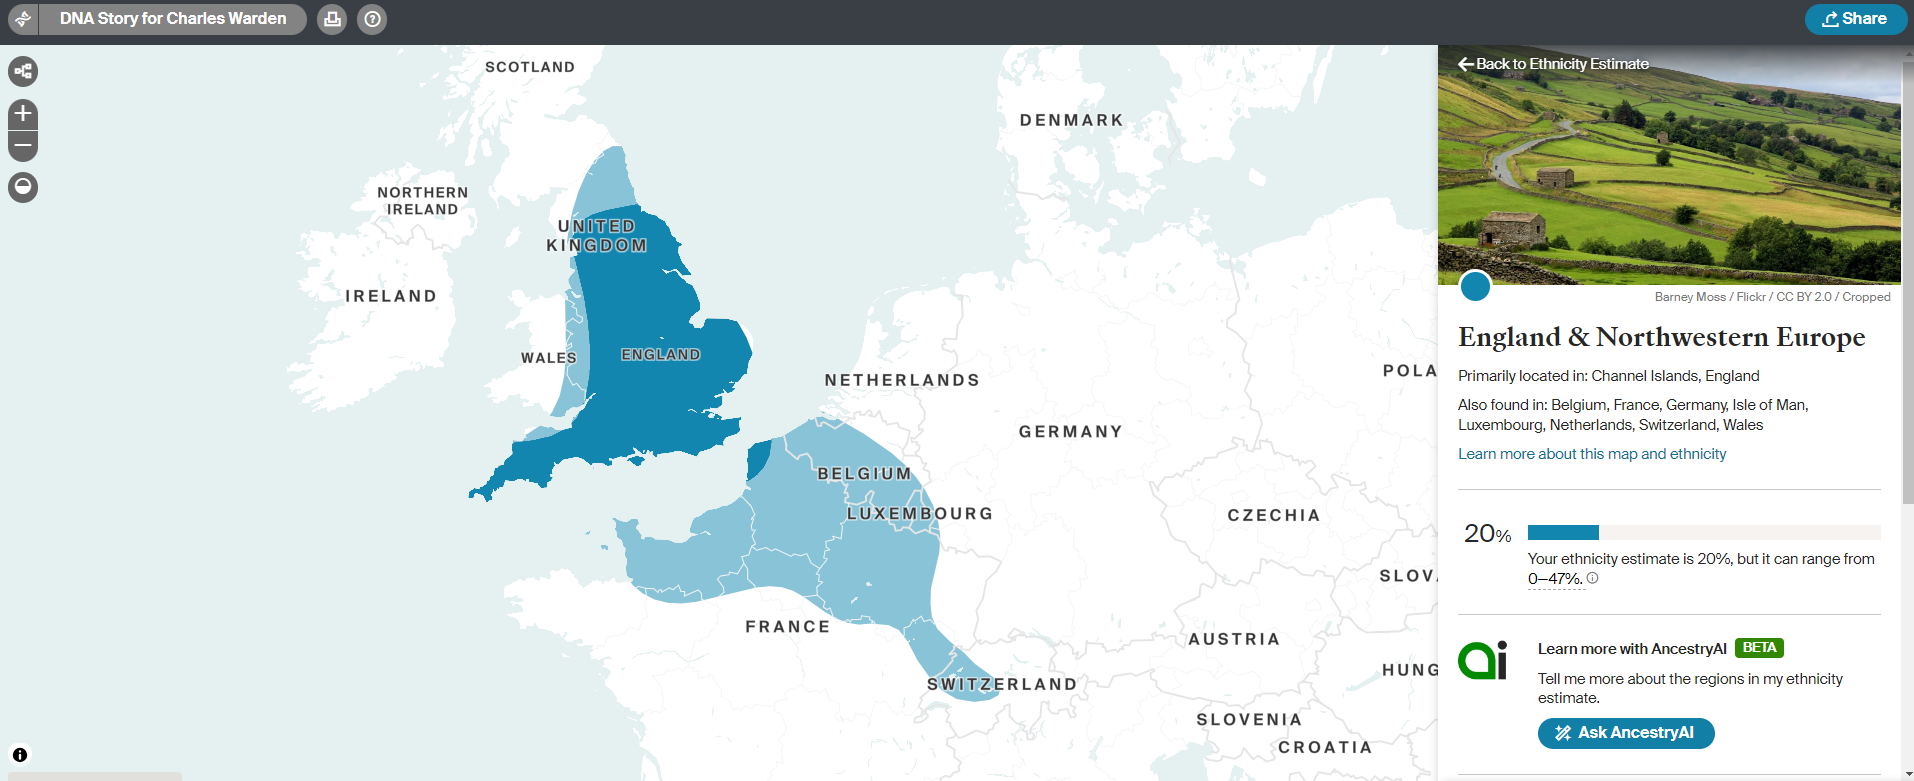 DNA Story for Charles Warden
Share
SCOTLAND
DENMARK
NORTHERN
IRELAND
UNITED
KINGDOM
IRELAND
WALES
ENGLAND
NETHERLANDS
POLA
GERMANY
BELGIUM
LUXEMBOURG
CZECHIA
SLOV
FRANCE
AUSTRIA
HUNG
SWITZERLAND
SLOVENIA
CROATIA
Back to Ethnicity Estimate
Barney Moss / Flickr / CC BY 2.0 / Cropped
England & Northwestern Europe
Primarily located in: Channel Islands, England
Also found in: Belgium, France, Germany, Isle of Man,
Luxembourg, Netherlands, Switzerland, Wales
Learn more about this map and ethnicity
20%
Your ethnicity estimate is 20%, but it can range from
0—47%.
ai
Learn more with AncestryAI BETA
Tell me more about the regions in my ethnicity
estimate.
Ask AncestryAI